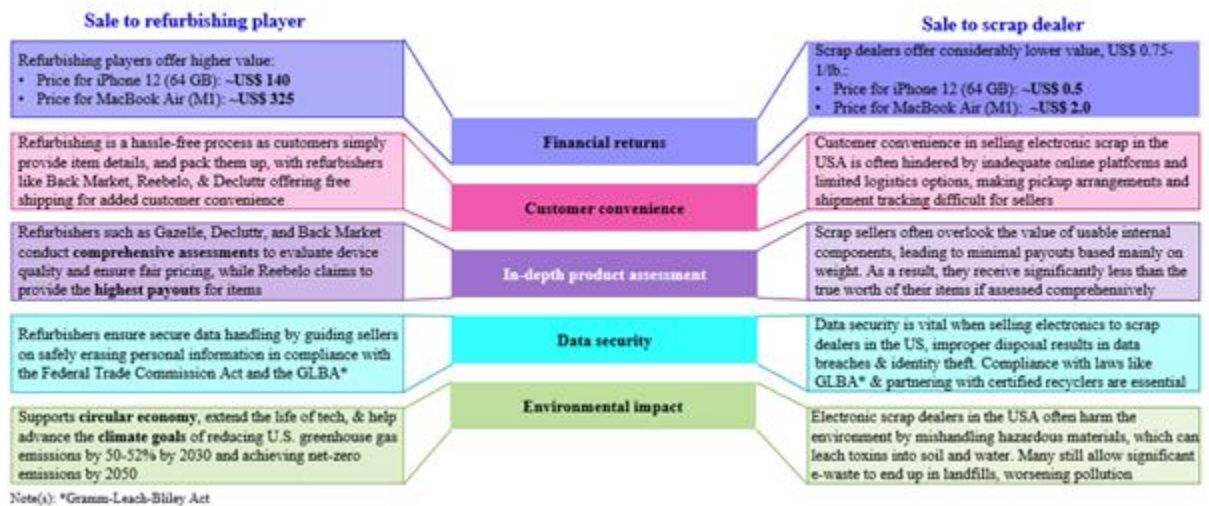 Sale to refurbishing player
Refurbishing players offer higher value:
• Price for iPhone 12 (64 GB): ~US$ 140
• Price for MacBook Air (M1): ~US$ 325
Refurbishing is a hassle-free process as customers simply
provide item details, and pack them up, with refurbishers
like Back Market, Reebelo, & Decluttr offering free
shipping for added customer convenience
Refurbishers such as Gazelle, Decluttr, and Back Market
conduct comprehensive assessments to evaluate device
quality and ensure fair pricing, while Reebelo claims to
provide the highest payouts for items
Refurbishers ensure secure data handling by guiding sellers
on safely erasing personal information in compliance with
the Federal Trade Commission Act and the GLBA*
Supports circular economy, extend the life of tech, & help
advance the climate goals of reducing U.S. greenhouse gas
emissions by 50-52% by 2030 and achieving net-zero
emissions by 2050
Financial returns
Customer convenience
In-depth product assessment
Data security
Environmental impact
Sale to scrap dealer
Scrap dealers offer considerably lower value, US$ 0.75-
1/lb.:
• Price for iPhone 12 (64 GB): ~US$ 0.5
• Price for MacBook Air (M1): ~US$ 2.0
Customer convenience in selling electronic scrap in the
USA is often hindered by inadequate online platforms and
limited logistics options, making pickup arrangements and
shipment tracking difficult for sellers
Scrap sellers often overlook the value of usable internal
components, leading to minimal payouts based mainly on
weight. As a result, they receive significantly less than the
true worth of their items if assessed comprehensively
Data security is vital when selling electronics to scrap
dealers in the US, improper disposal results in data
breaches & identity theft. Compliance with laws like
GLBA* & partnering with certified recyclers are essential
Electronic scrap dealers in the USA often harm the
environment by mishandling hazardous materials, which can
leach toxins into soil and water. Many still allow significant
e-waste to end up in landfills, worsening pollution
Note(s): *Gramm-Leach-Bliley Act